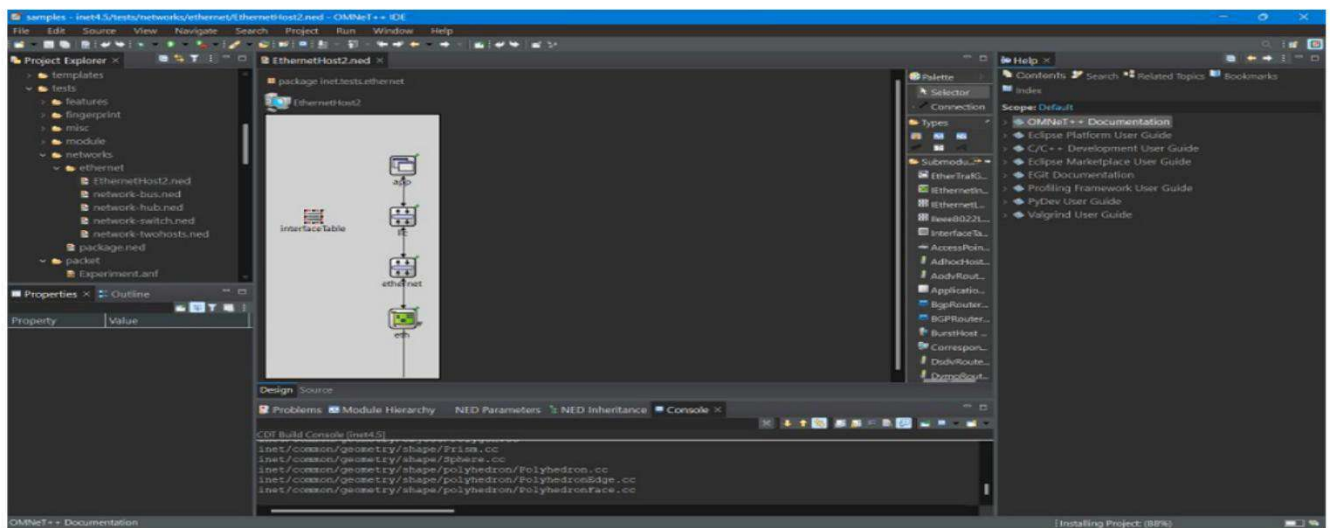 samples - inet4.5/tests/networks/ethernet/EthernetHost2.ned - OMNeT++ IDE
File Edit Source View Navigate Search Project Run Window Help
Project Explorer
templates
tests
features
fingerprint
misc
module
networks
ethernet
EthernetHost2.ned
network-bus.ned
network-hub.ned
network-switch.ned
network-twohosts.ned
package.ned
packet
Experiment.anf
Properties Outline
Property Value
EthernetHost2.ned
package inet.tests.ethernet
EthernetHost2
app
interfaceTable
llc
ethernet
eth
Design Source
Palette
Selector
Connection
Types
Submodu...
EtherTrafG...
IEthernetIn...
IEthernetL...
Ieee8022L...
InterfaceTa...
AccessPoin...
AdhocHost...
AodvRout...
Applicatio...
BgpRouter...
BGPRouter...
BurstHost ...
Correspon...
DsdvRoute...
DymoRout...
Problems Module Hierarchy NED Parameters NED Inheritance Console
CDT Build Console [inet4.5]
inet/common/geometry/shape/Prism.cc
inet/common/geometry/shape/Sphere.cc
inet/common/geometry/shape/polyhedron/Polyhedron.cc
inet/common/geometry/shape/polyhedron/PolyhedronEdge.cc
inet/common/geometry/shape/polyhedron/PolyhedronFace.cc
Help
Contents Search Related Topics Bookmarks
Index
Scope: Default
OMNeT++ Documentation
Eclipse Platform User Guide
C/C++ Development User Guide
Eclipse Marketplace User Guide
EGit Documentation
Profiling Framework User Guide
PyDev User Guide
Valgrind User Guide
OMNeT++ Documentation
Installing Project: (88%)